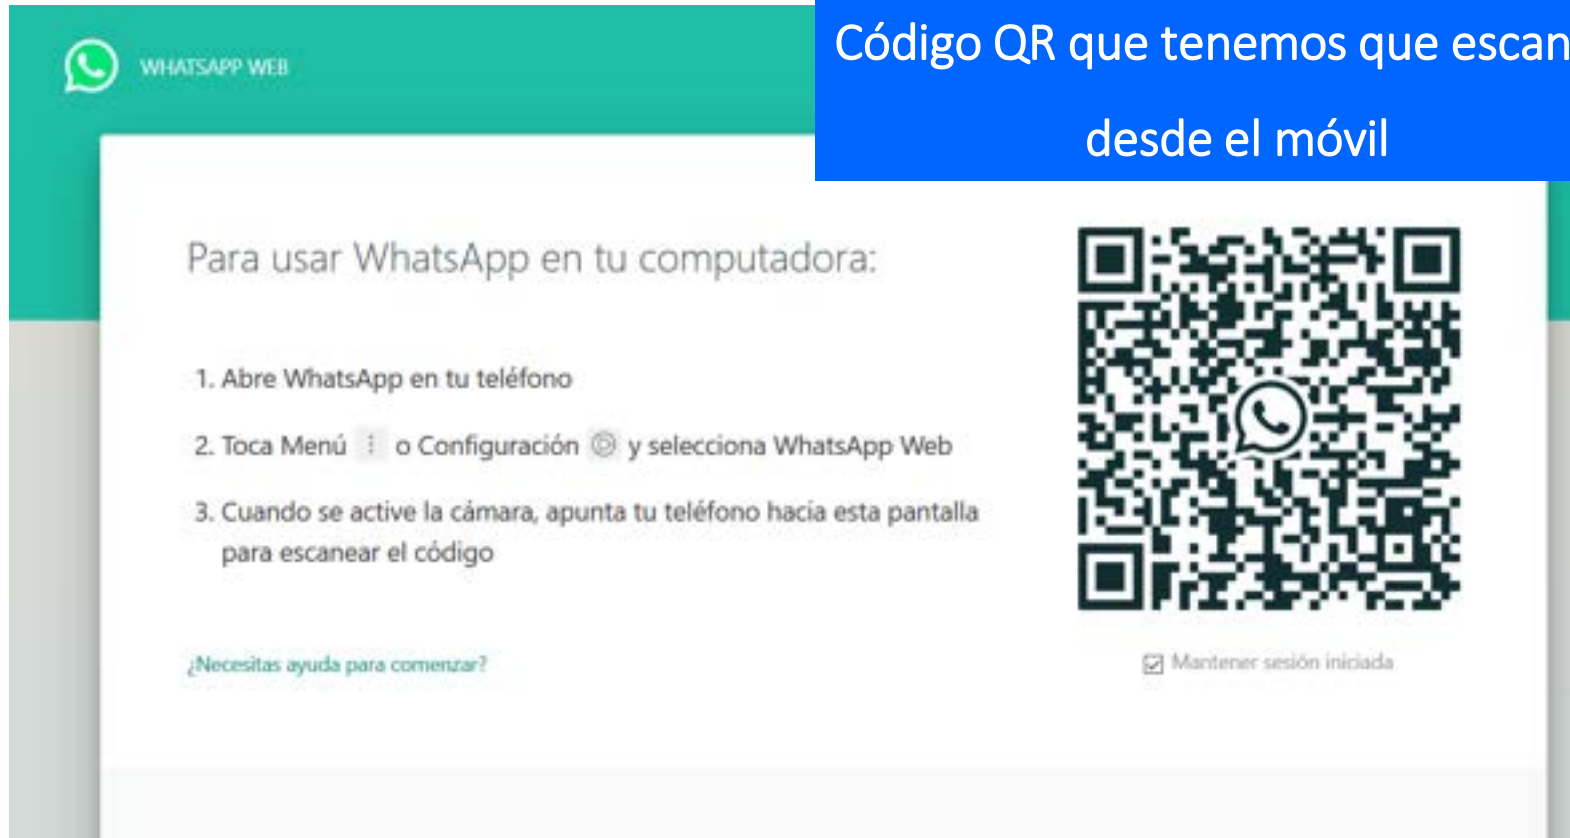 WHATSAPP WEB
Código QR que tenemos que escan
desde el móvil
Para usar WhatsApp en tu computadora:
1. Abre WhatsApp en tu teléfono
2. Toca Menú o Configuración y selecciona WhatsApp Web
3. Cuando se active la cámara, apunta tu teléfono hacia esta pantalla
para escanear el código
¿Necesitas ayuda para comenzar?
Mantener sesión iniciada